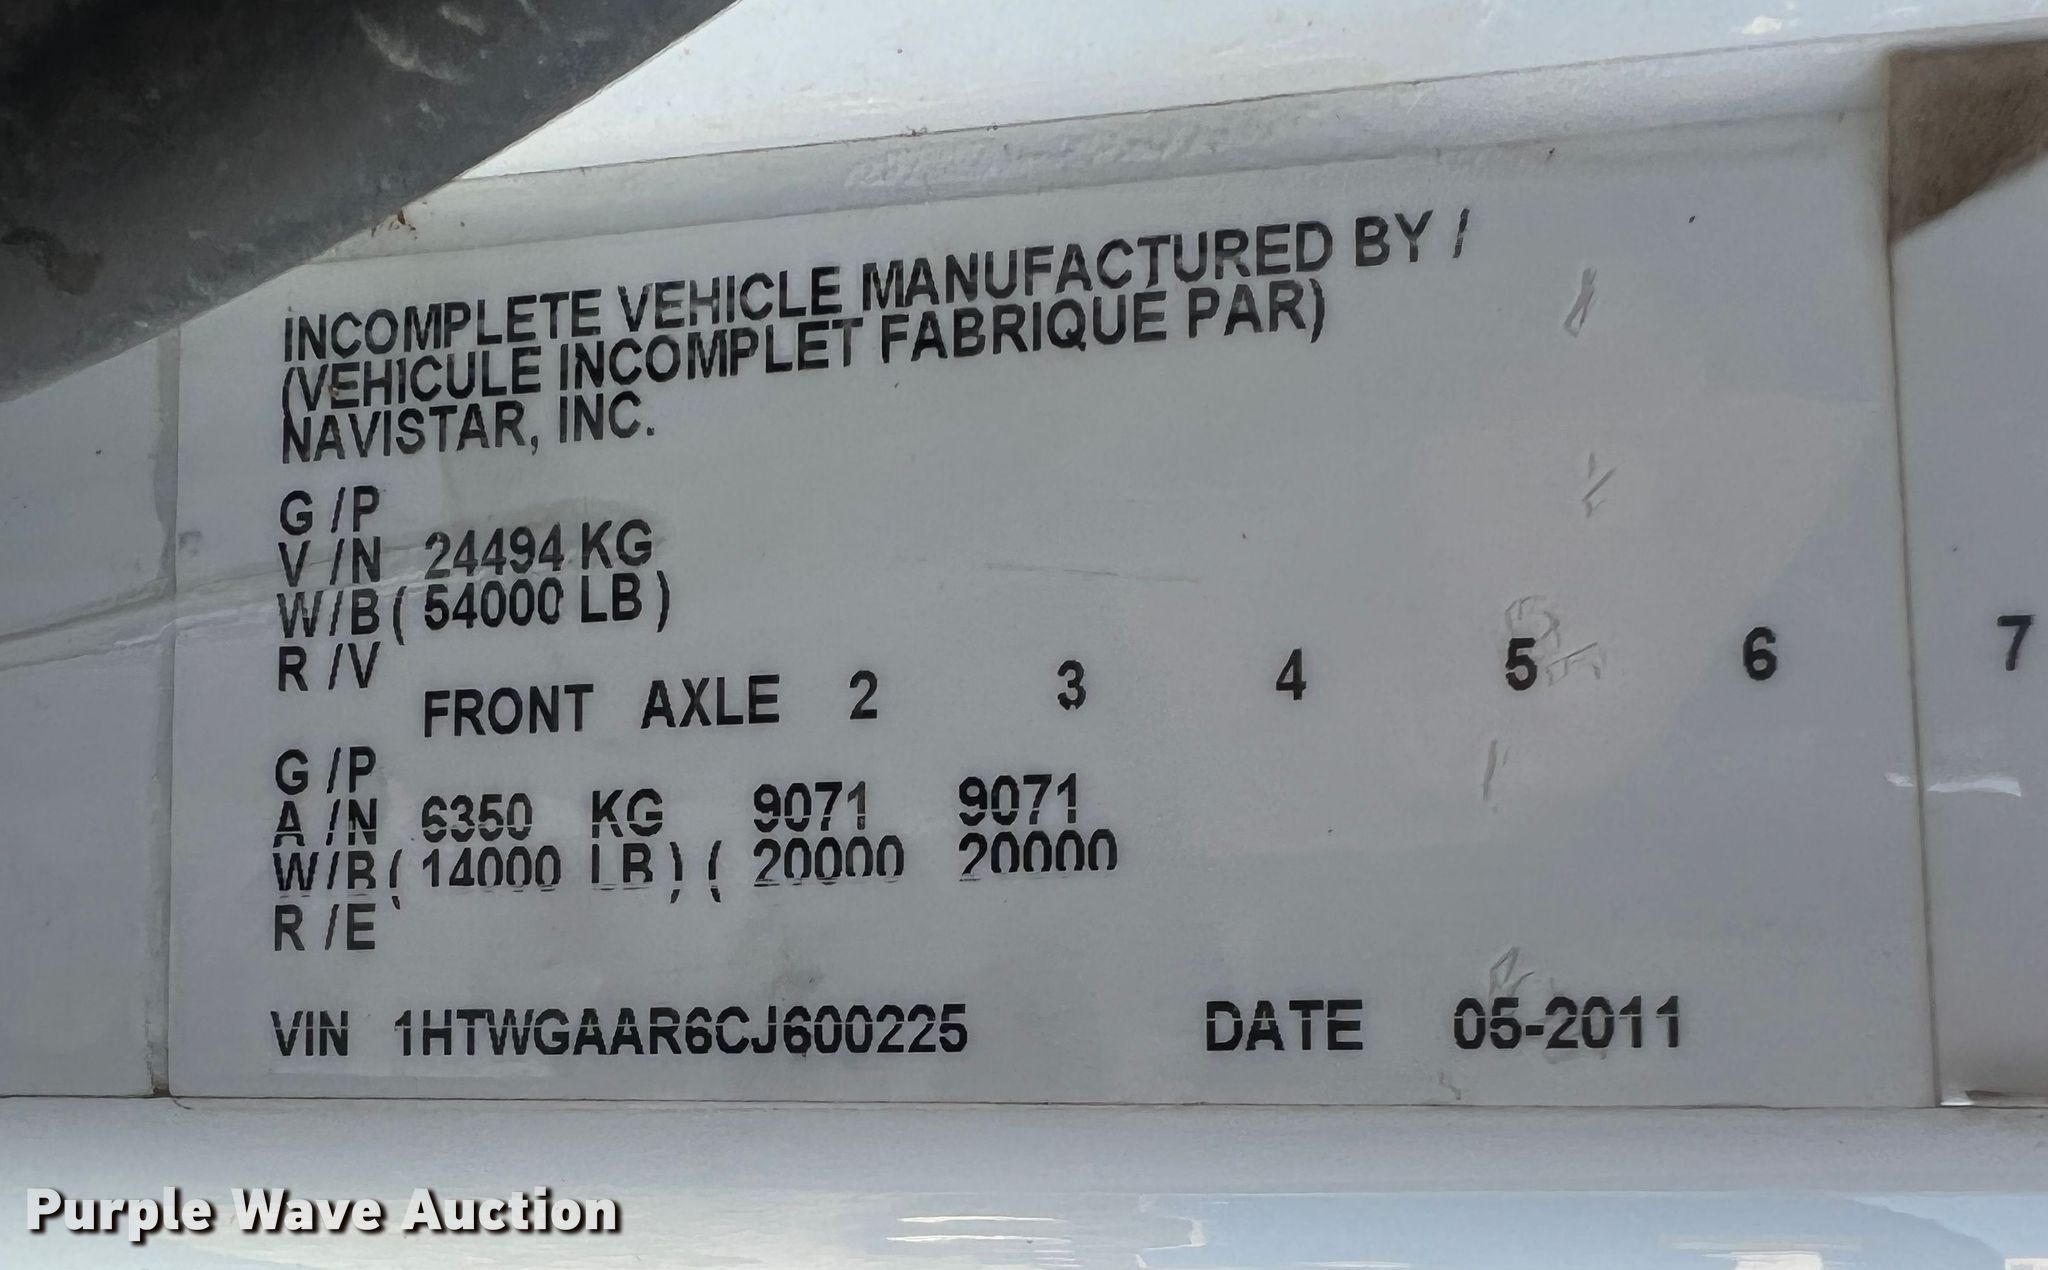 INCOMPLETE VEHICLE MANUFACTURED BY /
(VEHICULE INCOMPLET FABRIQUE PAR)
NAVISTAR, INC.
G /P
V /N 24494 KG
W/B ( 54000 LB )
R /V
FRONT AXLE 2 3 4 5 6 7
G /P
A /N 6350 KG 9071 9071
W/B ( 14000 LB ) ( 20000 20000
R /E
VIN 1HTWGAAR6CJ600225 DATE 05-2011
Purple Wave Auction